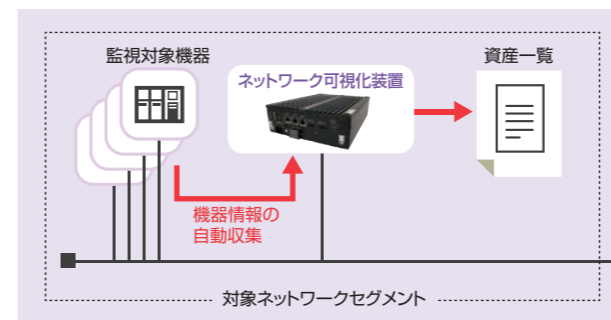 監視対象機器
ネットワーク可視化装置
資産一覧
機器情報の
自動収集
対象ネットワークセグメント